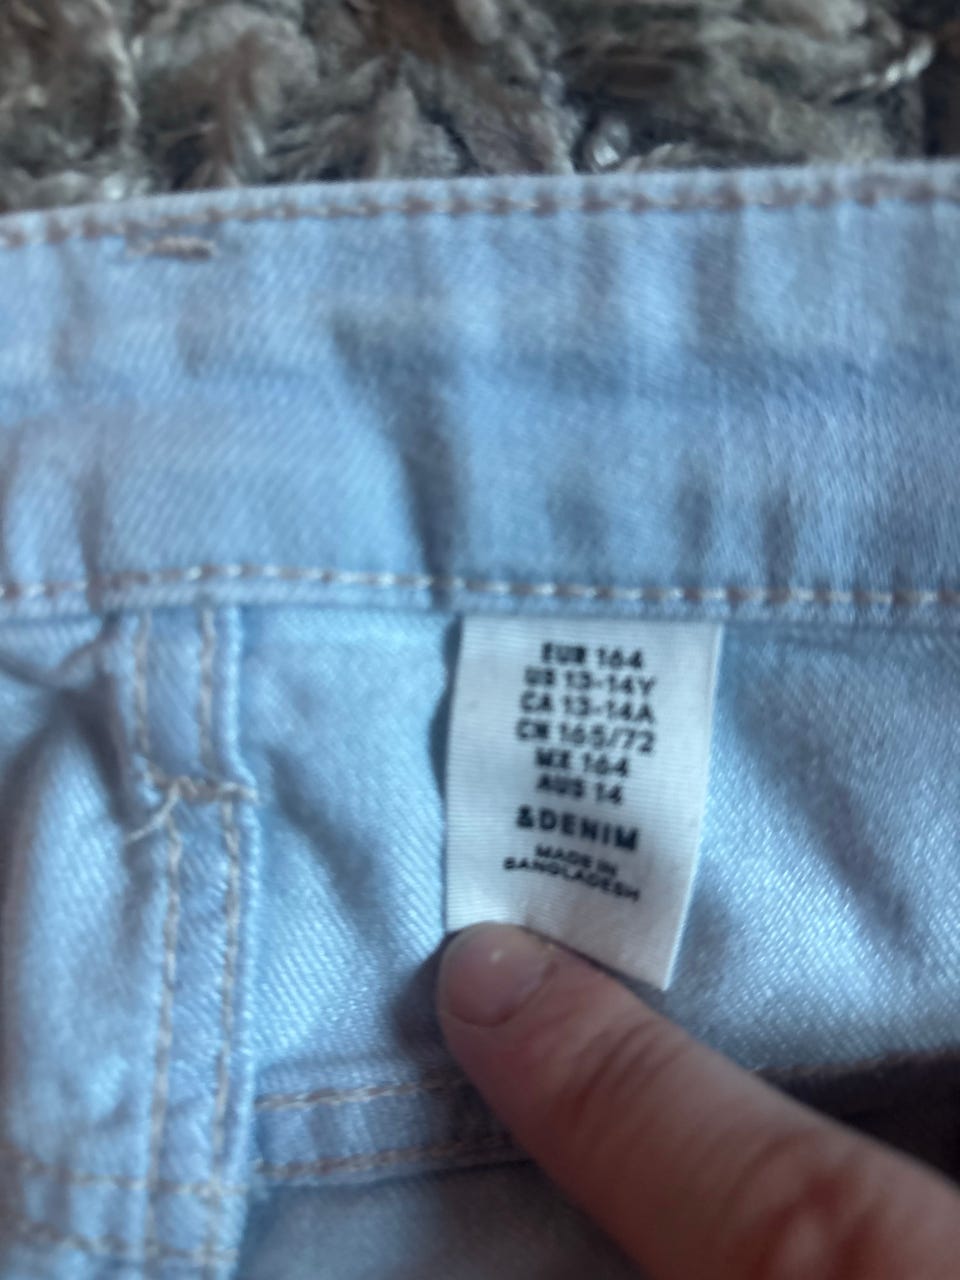 EUR 164
US 13-14Y
CA 13-14A
CN 165/72
MX 164
AUS 14
&DENIM
MADE IN
BANGLADESH